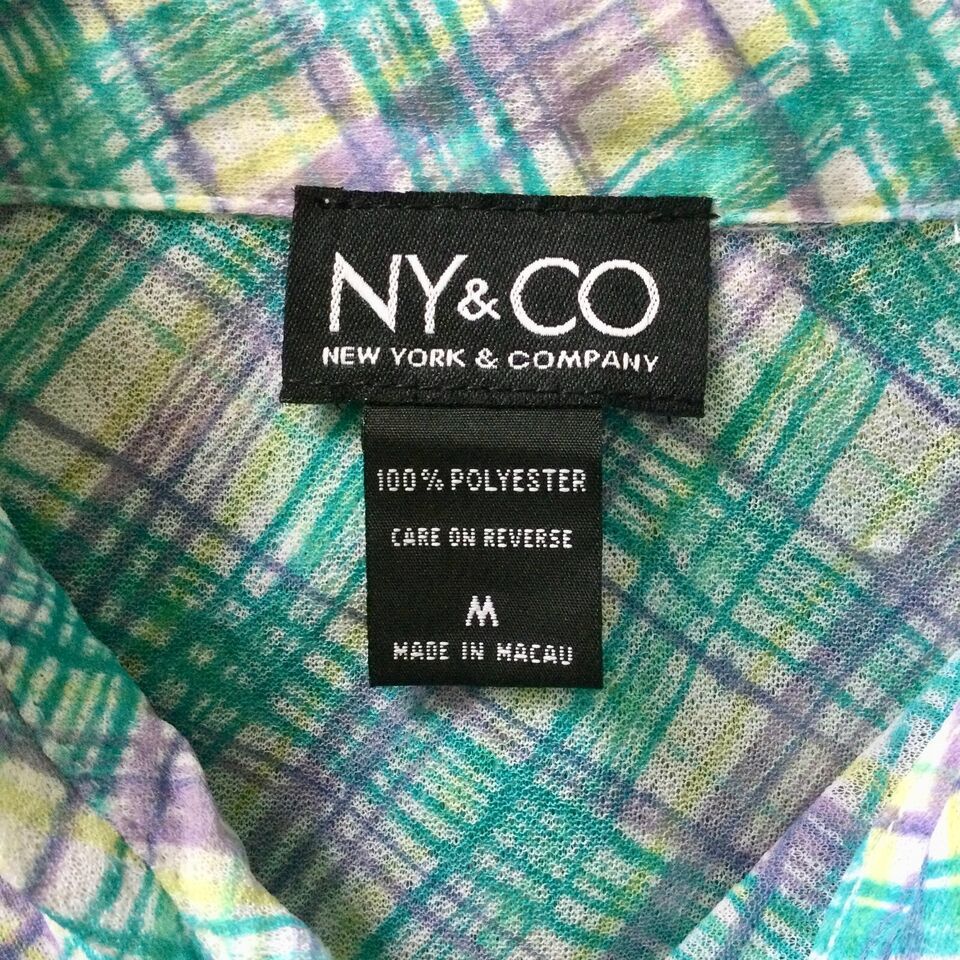 NY&CO
NEW YORK & COMPANY
100% POLYESTER
CARE ON REVERSE
M
MADE IN MACAU